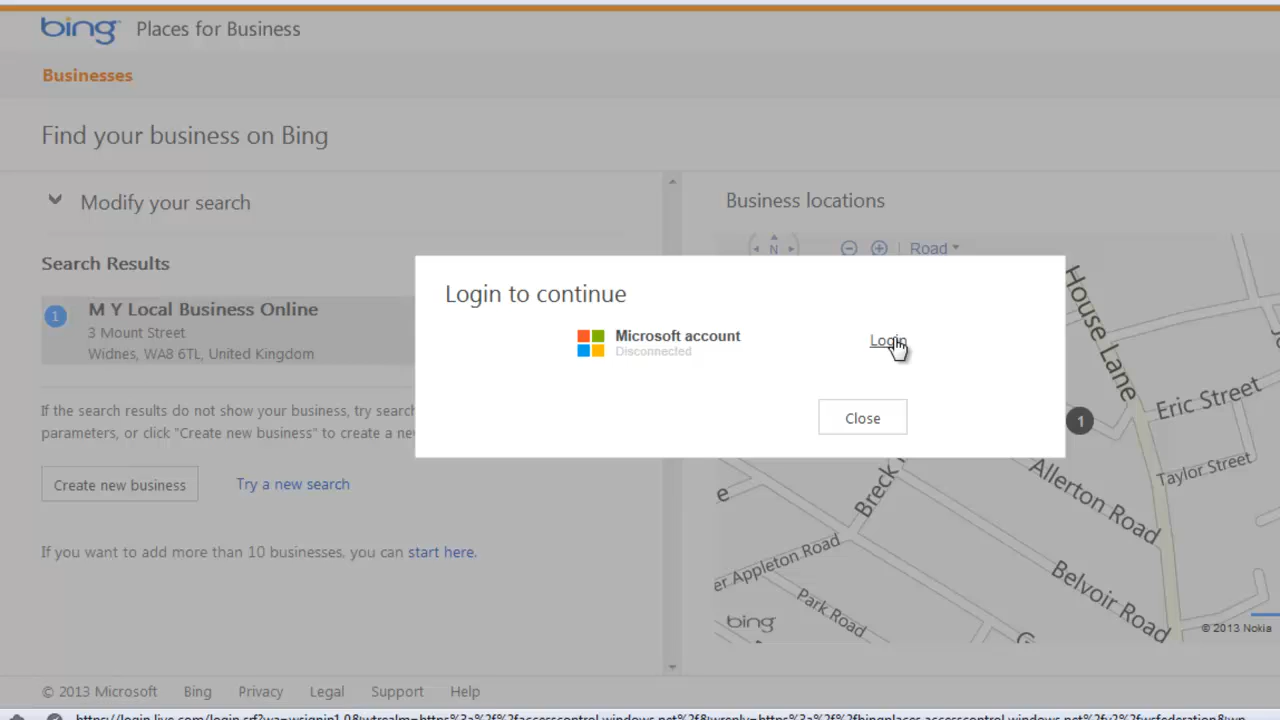 bing Places for Business
Businesses
Find your business on Bing
Modify your search
Search Results
1 M Y Local Business Online
3 Mount Street
Widnes, WA8 6TL, United Kingdom
If the search results do not show your business, try search
parameters, or click "Create new business" to create a ne
Create new business
Try a new search
If you want to add more than 10 businesses, you can start here.
Business locations
N
Road
Login to continue
Microsoft account
Disconnected
Login
Close
House Lane
Eric Street
1
Taylor Street
Allerton Road
Breck
e
er Appleton Road
Belvoir Road
Park Road
bing
© 2013 Nokia
© 2013 Microsoft Bing Privacy Legal Support Help